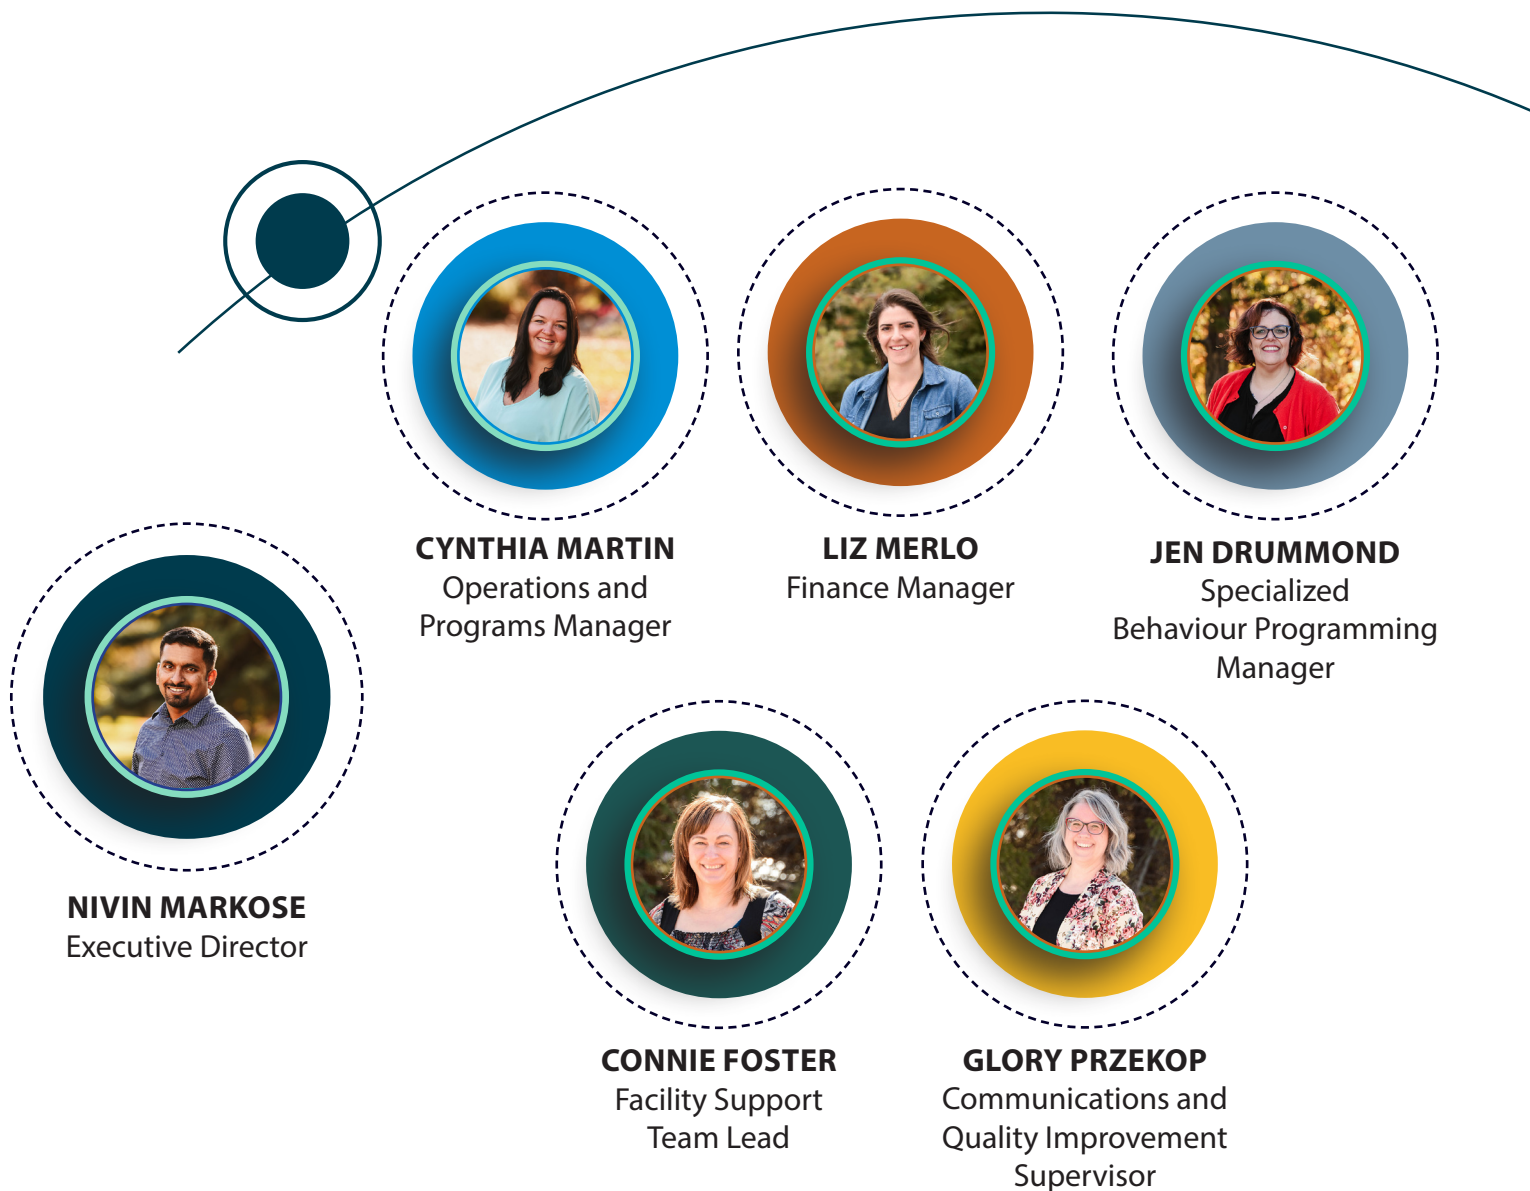 CYNTHIA MARTIN
Operations and
Programs Manager
LIZ MERLO
Finance Manager
JEN DRUMMOND
Specialized
Behaviour Programming
Manager
NIVIN MARKOSE
Executive Director
CONNIE FOSTER
Facility Support
Team Lead
GLORY PRZEKOP
Communications and
Quality Improvement
Supervisor